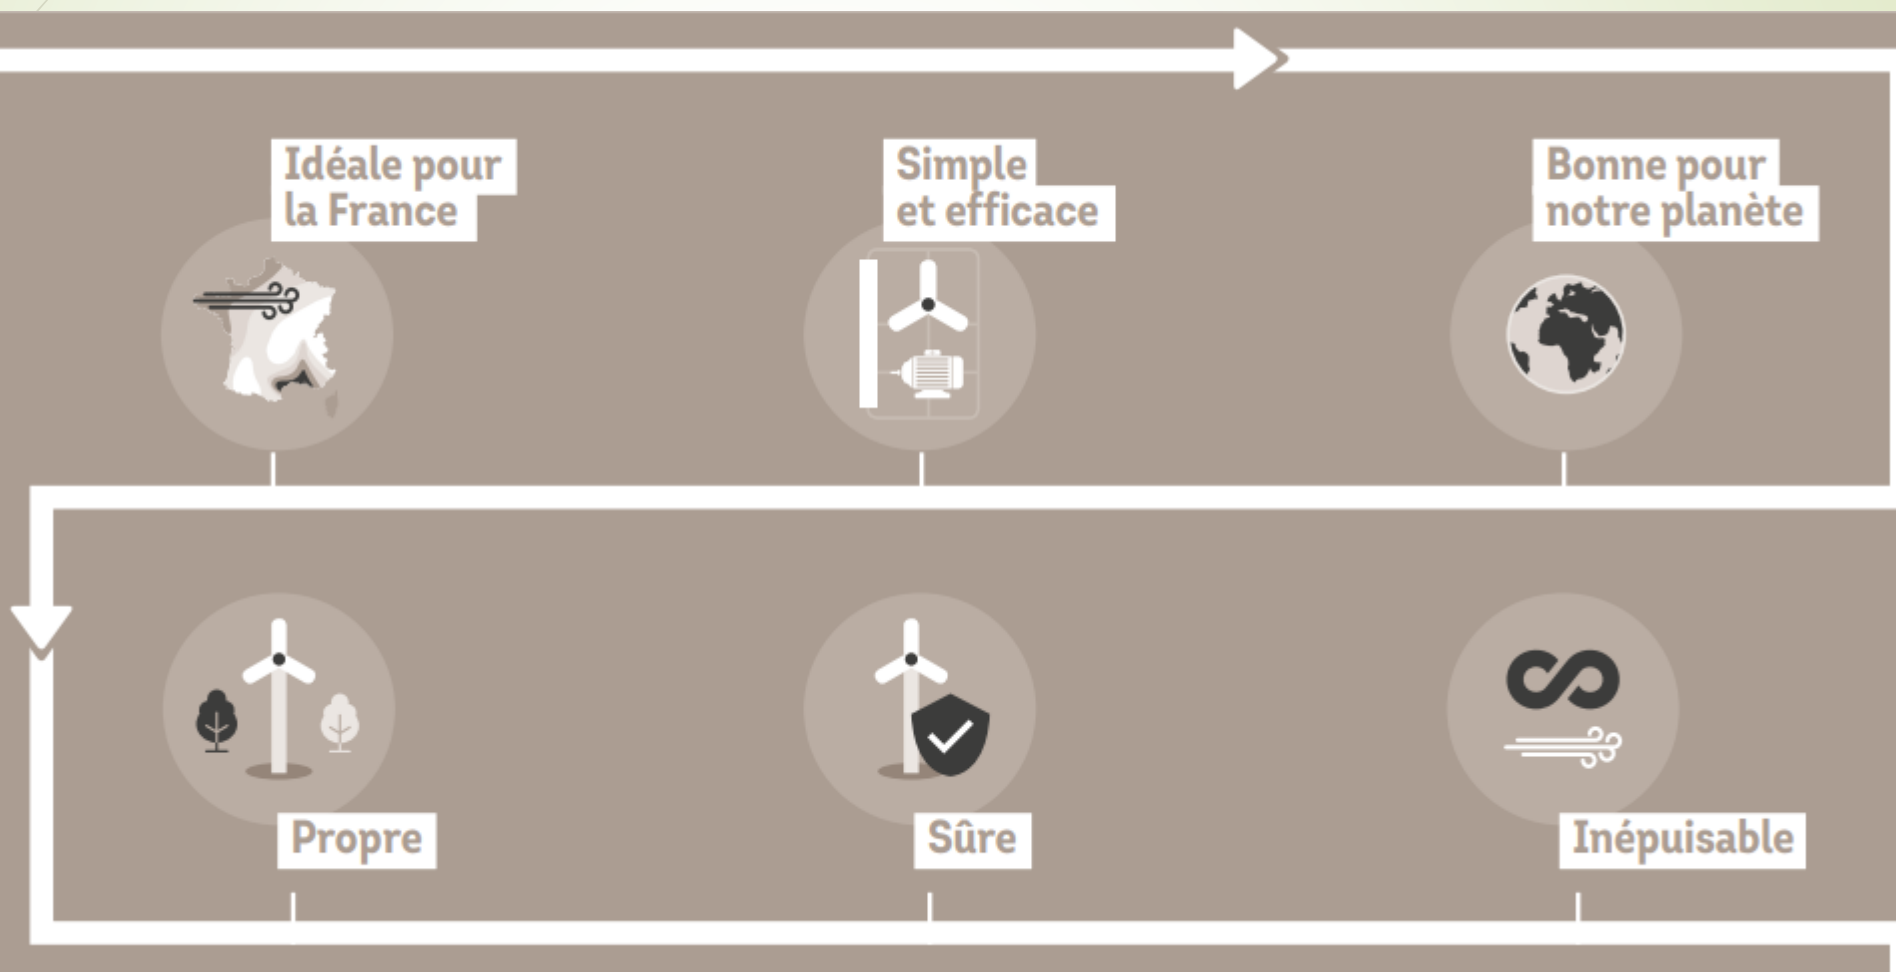 Idéale pour
la France
Simple
et efficace
Bonne pour
notre planète
Propre
Sûre
Inépuisable